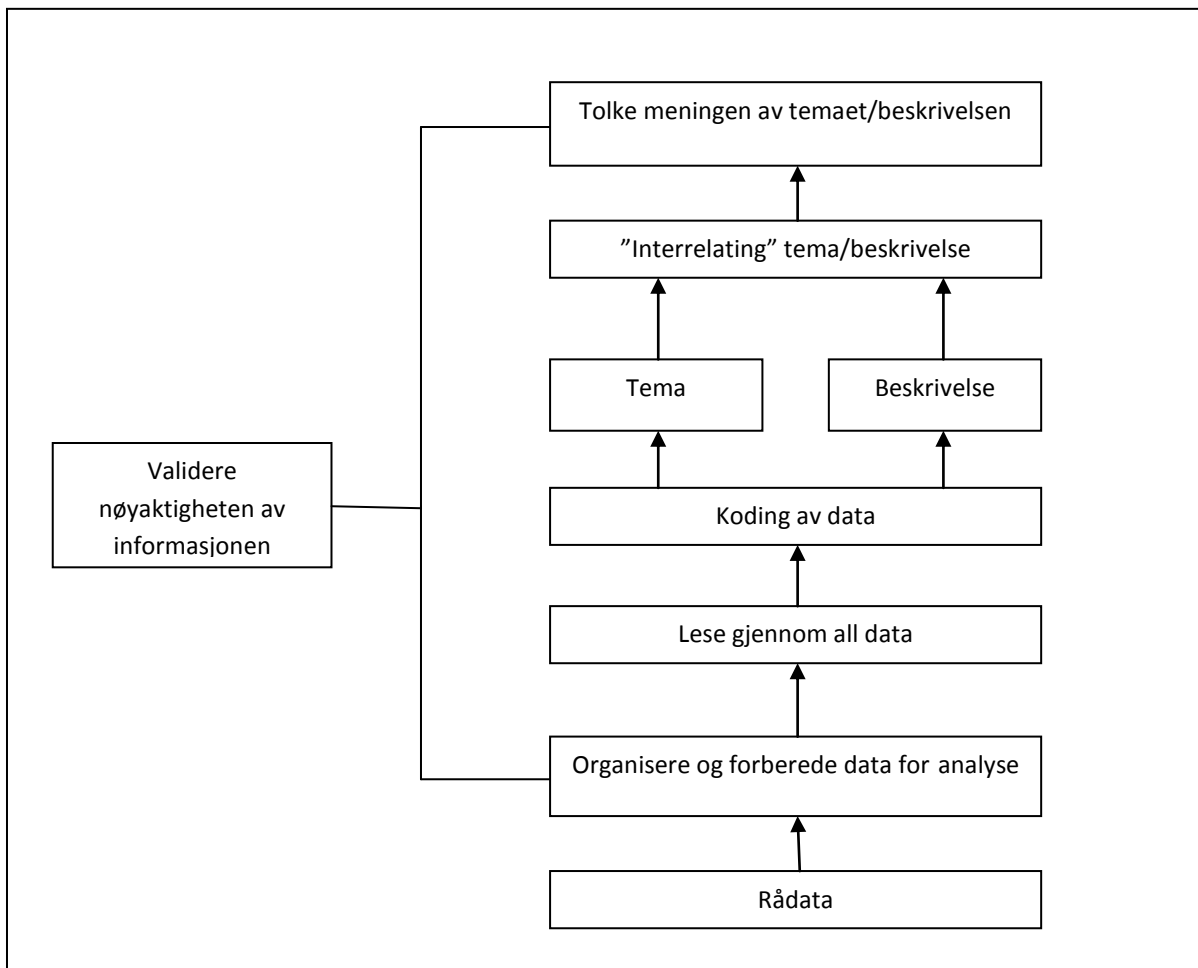 Tolke meningen av temaet/beskrivelsen
”Interrelating” tema/beskrivelse
Tema
Beskrivelse
Validere
nøyaktigheten av
informasjonen
Koding av data
Lese gjennom all data
Organisere og forberede data for analyse
Rådata